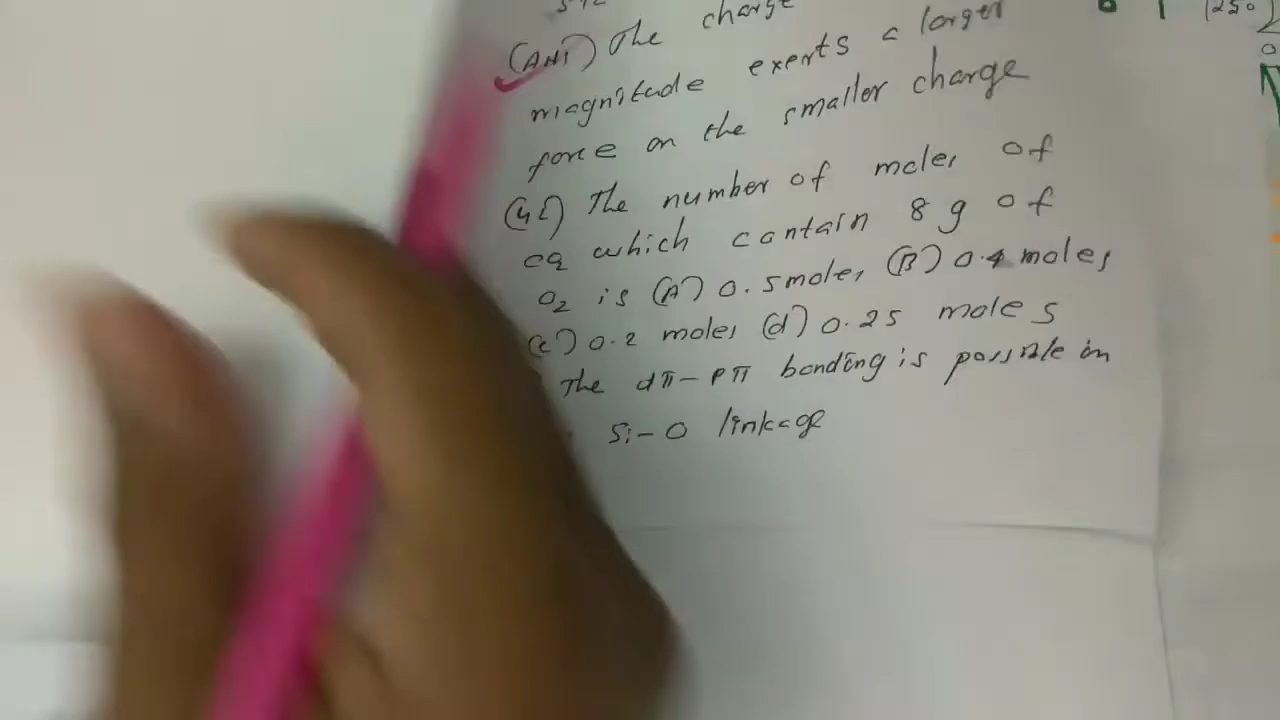 (ANS) The charge
magnitude exerts a larger
force on the smaller charge
The number of moles of
eq which contain 8 g of
O2 is (A) 0.5 moles (B) 0.4 moles
(c) 0.2 moles (d) 0.25 moles
The dπ-pπ bonding is possible in
Si-O linkage